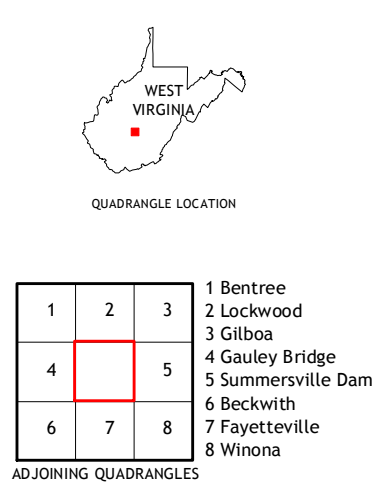 WEST
VIRGINIA
QUADRANGLE LOCATION
1 2 3
4 5
6 7 8
1 Bentree
2 Lockwood
3 Gilboa
4 Gauley Bridge
5 Summersville Dam
6 Beckwith
7 Fayetteville
8 Winona
ADJOINING QUADRANGLES